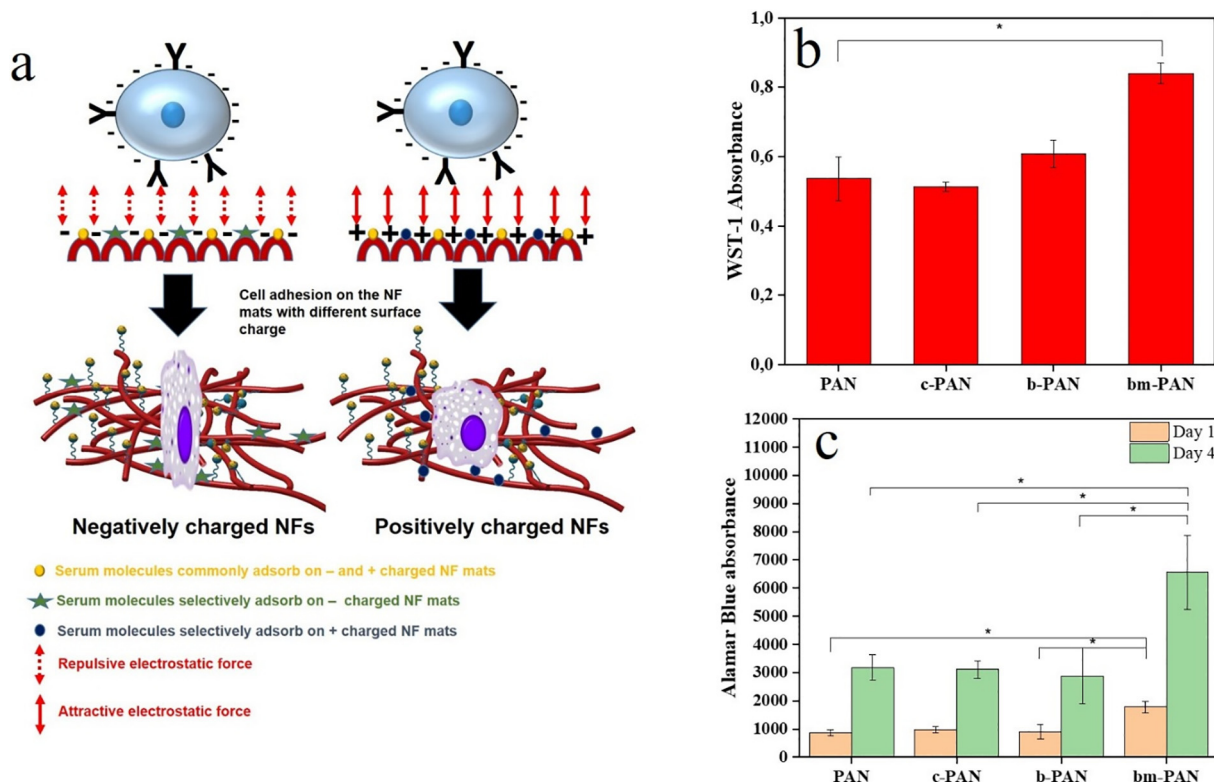 a
Cell adhesion on the NF
mats with different surface
charge
Negatively charged NFs
Positively charged NFs
Serum molecules commonly adsorb on – and + charged NF mats
Serum molecules selectively adsorb on – charged NF mats
Serum molecules selectively adsorb on + charged NF mats
Repulsive electrostatic force
Attractive electrostatic force
b
WST-1 Absorbance
1,0
0,8
0,6
0,4
0,2
0,0
*
PAN
c-PAN
b-PAN
bm-PAN
c
Alamar Blue absorbance
12000
11000
10000
9000
8000
7000
6000
5000
4000
3000
2000
1000
0
Day 1
Day 4
*
*
*
*
*
PAN
c-PAN
b-PAN
bm-PAN